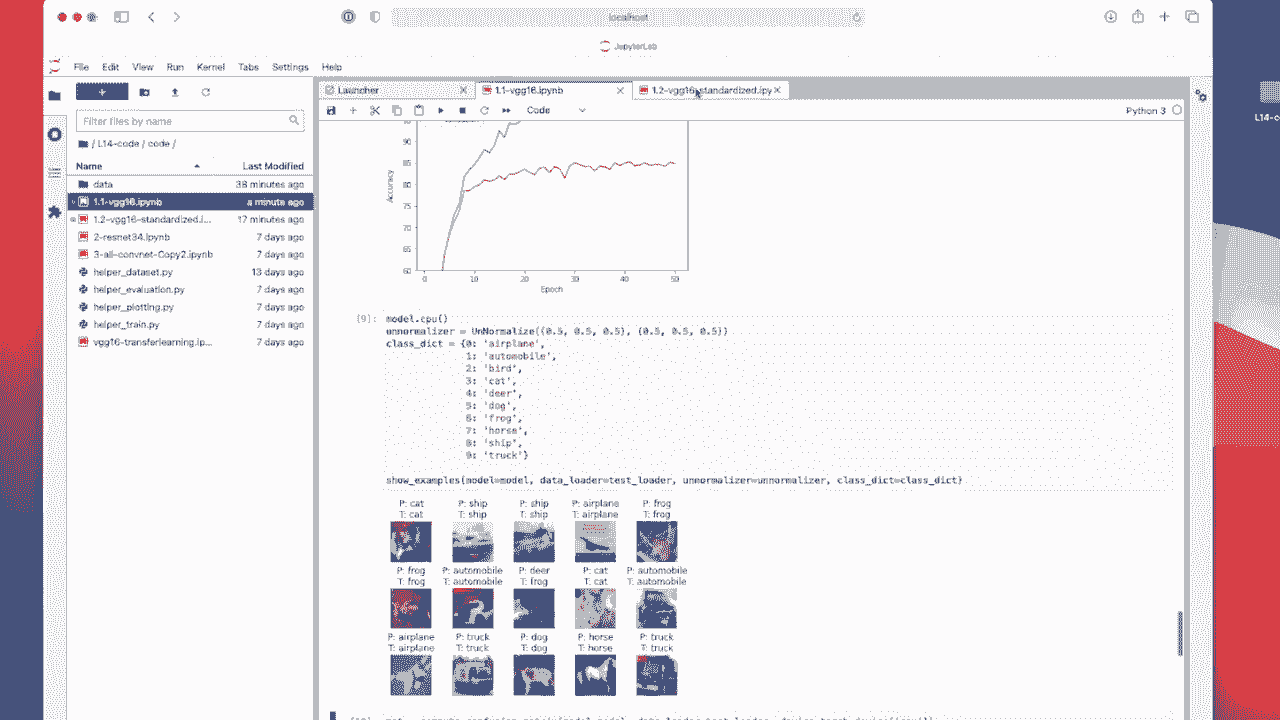 localhost
JupyterLab
File Edit View Run Kernel Tabs Settings Help
Launcher
1.1-vgg16.ipynb
1.2-vgg16-standardized.ipy
Code
Python 3
Filter files by name
/ L14-code / code /
Name Last Modified
data 38 minutes ago
1.1-vgg16.ipynb a minute ago
1.2-vgg16-standardized.i... 17 minutes ago
2-resnet34.ipynb 7 days ago
3-all-convnet-Copy2.ipynb 7 days ago
helper_dataset.py 13 days ago
helper_evaluation.py 7 days ago
helper_plotting.py 7 days ago
helper_train.py 7 days ago
vgg16-transferlearning.ip... 7 days ago
L14-c
90
85
80
75
70
65
60
Accuracy
0 10 20 30 40 50
Epoch
[9]: model.cpu()
unnormalizer = UnNormalize((0.5, 0.5, 0.5), (0.5, 0.5, 0.5))
class_dict = {0: 'airplane',
1: 'automobile',
2: 'bird',
3: 'cat',
4: 'deer',
5: 'dog',
6: 'frog',
7: 'horse',
8: 'ship',
9: 'truck'}
show_examples(model=model, data_loader=test_loader, unnormalizer=unnormalizer, class_dict=class_dict)
P: cat P: ship P: ship P: airplane P: frog
T: cat T: ship T: ship T: airplane T: frog
P: frog P: automobile P: deer P: cat P: automobile
T: frog T: automobile T: frog T: cat T: automobile
P: airplane P: truck P: dog P: horse P: truck
T: airplane T: truck T: dog T: horse T: truck